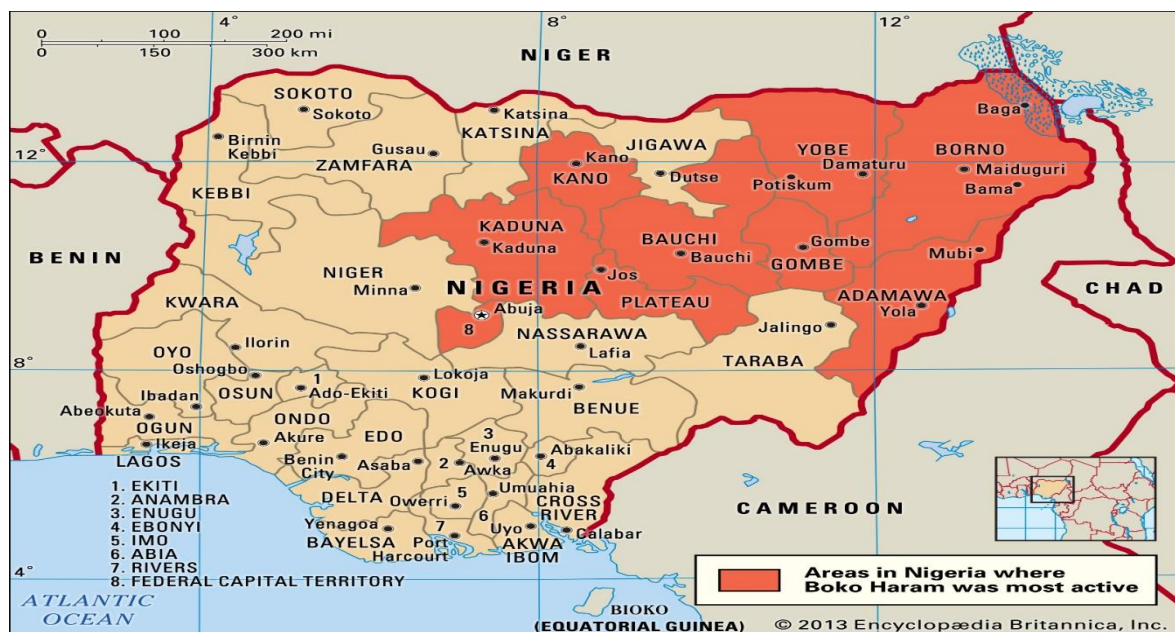 4°
8°
12°
0 100 200 mi
0 150 300 km
NIGER
SOKOTO
Sokoto
Katsina
KATSINA
Birnin
Kebbi
Gusau
ZAMFARA
KEBBI
JIGAWA
Dutse
Kano
KANO
YOBE
Damaturu
Potiskum
BORNO
Baga
Maiduguri
Bama
12°
12°
KADUNA
Kaduna
BAUCHI
Bauchi
Gombe
GOMBE
Mubi
BENIN
NIGER
Minna
NIGERIA
Jos
PLATEAU
ADAMAWA
Yola
CHAD
KWARA
Abuja
8
NASSARAWA
Lafia
Jalingo
TARABA
OYO
Ilorin
Oshogbo
8°
8°
Lokoja
KOGI
Makurdi
BENUE
1
Ado-Ekiti
OSUN
Ibadan
Abeokuta
OGUN
Ikeja
LAGOS
ONDO
Akure
EDO
Benin
City
Asaba
2
Awka
3
Enugu
Abakaliki
4
DELTA
Owerri
5
Umuahia
6
CROSS
RIVER
Yenagoa
BAYELSA
7
Port
Harcourt
Uyo
AKWA
IBOM
Calabar
CAMEROON
1. EKITI
2. ANAMBRA
3. ENUGU
4. EBONYI
5. IMO
6. ABIA
7. RIVERS
8. FEDERAL CAPITAL TERRITORY
4°
4°
ATLANTIC
OCEAN
8°
BIOKO
(EQUATORIAL GUINEA)
12°
Areas in Nigeria where
Boko Haram was most active
© 2013 Encyclopædia Britannica, Inc.